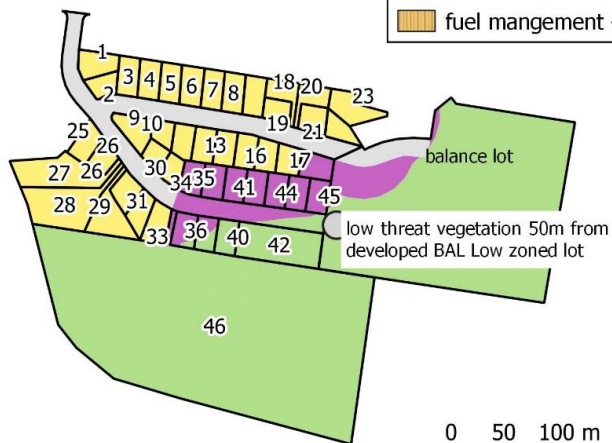 fuel mangement
1
3 4 5 6 7 8 18 20 23
2
9 10 13 16 17 19 21
25 26
27 26 30 34 35 41 44 45
28 29 31 33 36 40 42
46
balance lot
low threat vegetation 50m from
developed BAL Low zoned lot
0 50 100 m